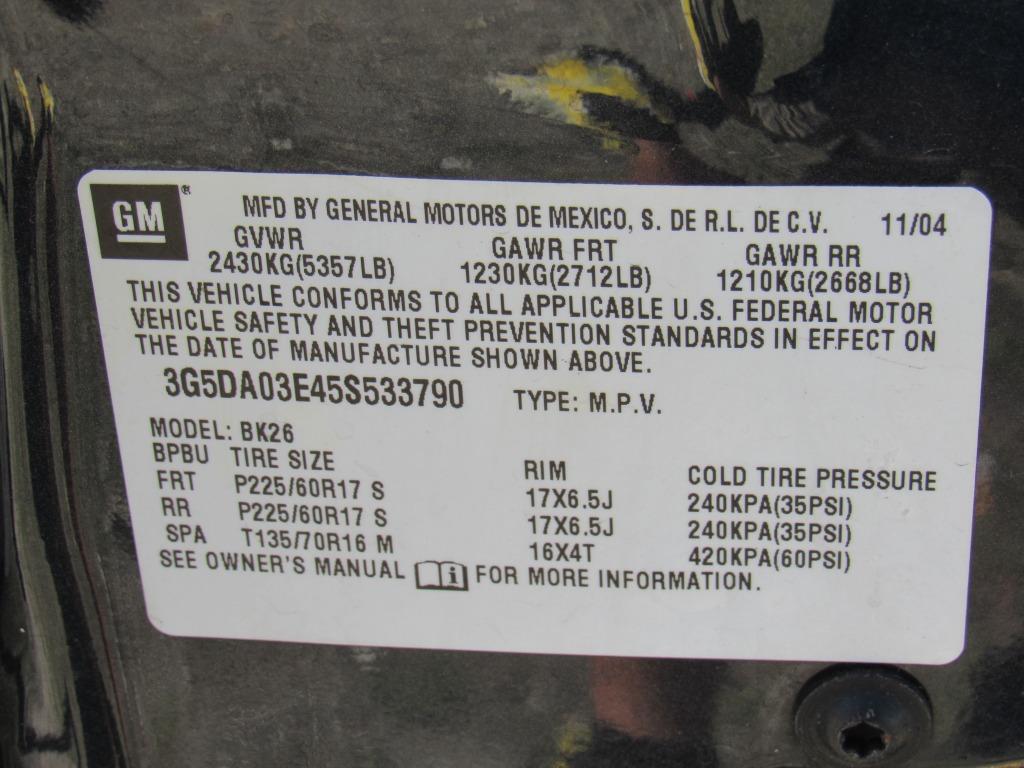 GM ® MFD BY GENERAL MOTORS DE MEXICO, S. DE R.L. DE C.V. 11/04
GVWR GAWR FRT GAWR RR
2430KG(5357LB) 1230KG(2712LB) 1210KG(2668LB)
THIS VEHICLE CONFORMS TO ALL APPLICABLE U.S. FEDERAL MOTOR
VEHICLE SAFETY AND THEFT PREVENTION STANDARDS IN EFFECT ON
THE DATE OF MANUFACTURE SHOWN ABOVE.
3G5DA03E45S533790 TYPE: M.P.V.
MODEL: BK26
BPBU TIRE SIZE RIM COLD TIRE PRESSURE
FRT P225/60R17 S 17X6.5J 240KPA(35PSI)
RR P225/60R17 S 17X6.5J 240KPA(35PSI)
SPA T135/70R16 M 16X4T 420KPA(60PSI)
SEE OWNER'S MANUAL i FOR MORE INFORMATION.